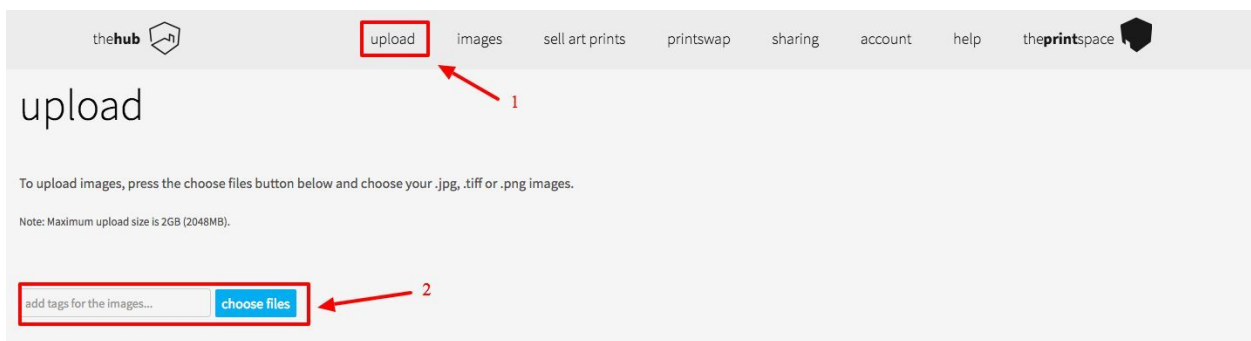 thehub upload images sell art prints printswap sharing account help theprintspace
1
upload
To upload images, press the choose files button below and choose your .jpg, .tiff or .png images.
Note: Maximum upload size is 2GB (2048MB).
2
add tags for the images... choose files